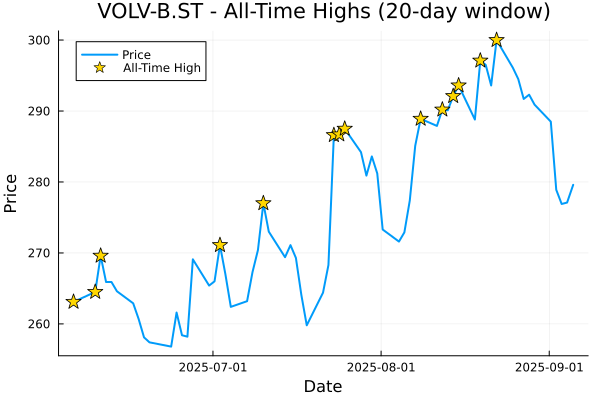 VOLV-B.ST - All-Time Highs (20-day window)
Price
All-Time High
300
290
280
270
260
Price
2025-07-01
2025-08-01
2025-09-01
Date